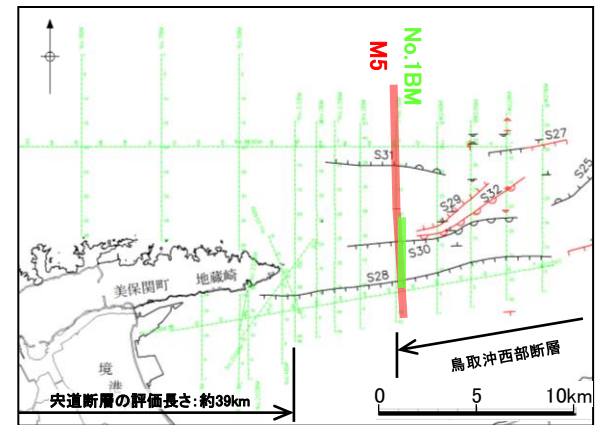 M5
No.1BM
S27
S31
S25
S29
S32
S30
S28
地蔵崎
美保関町
境
港
鳥取沖西部断層
宍道断層の評価長さ:約39km
0 5 10km